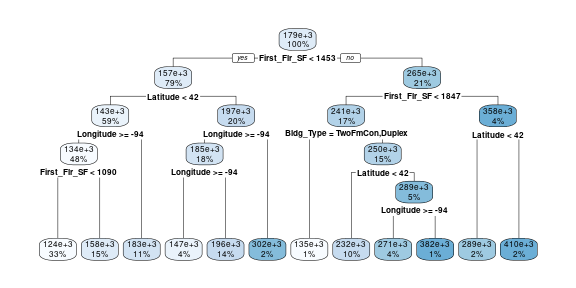 179e+3
100%
yes First_Flr_SF < 1453 no
157e+3
79%
265e+3
21%
Latitude < 42
First_Flr_SF < 1847
143e+3
59%
197e+3
20%
241e+3
17%
358e+3
4%
Longitude >= -94
Longitude >= -94
Bldg_Type = TwoFmCon,Duplex
Latitude < 42
134e+3
48%
185e+3
18%
250e+3
15%
First_Flr_SF < 1090
Longitude >= -94
Latitude < 42
289e+3
5%
Longitude >= -94
124e+3
33%
158e+3
15%
183e+3
11%
147e+3
4%
196e+3
14%
302e+3
2%
135e+3
1%
232e+3
10%
271e+3
4%
382e+3
1%
289e+3
2%
410e+3
2%